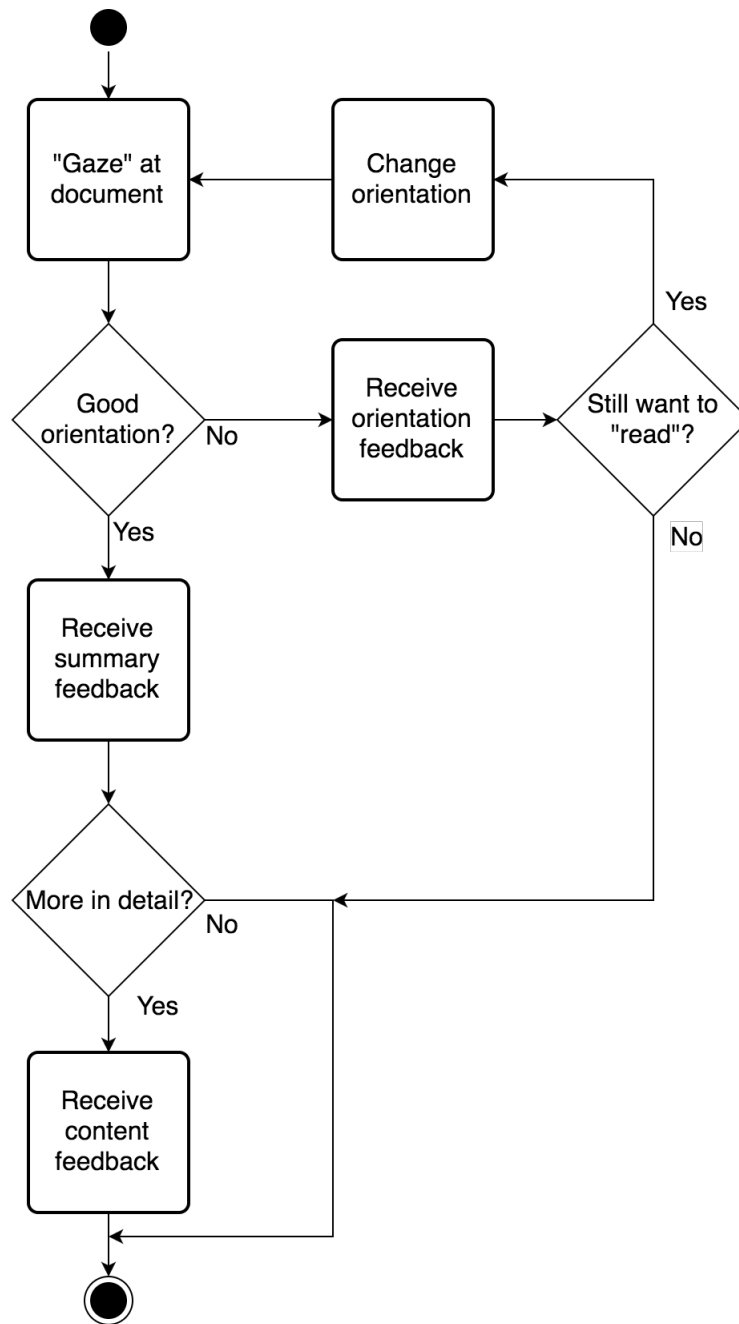 "Gaze" at
document
Change
orientation
Yes
Good
orientation?
No
Receive
orientation
feedback
Still want to
"read"?
Yes
No
Receive
summary
feedback
More in detail?
No
Yes
Receive
content
feedback